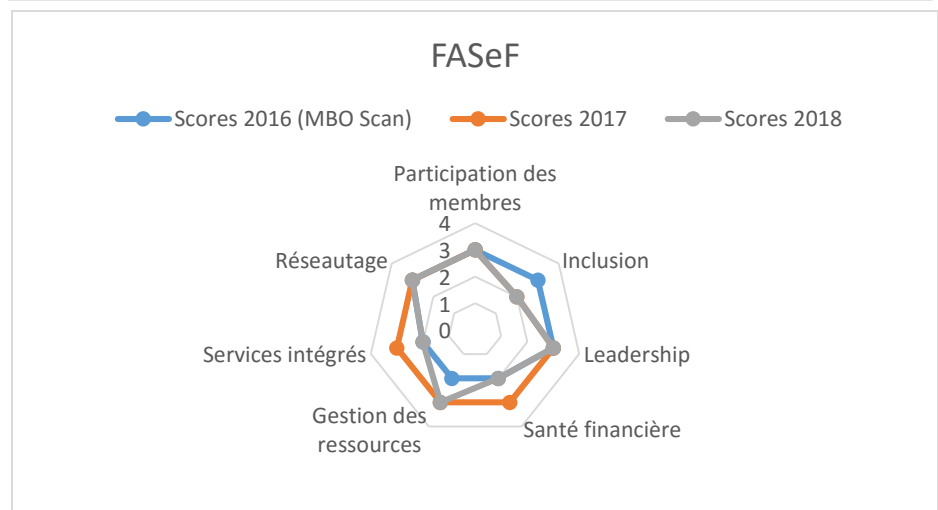 FASeF
Scores 2016 (MBO Scan) Scores 2017 Scores 2018
Participation des
membres
4
3
2
1
0
Inclusion
Leadership
Santé financière
Gestion des
ressources
Services intégrés
Réseautage